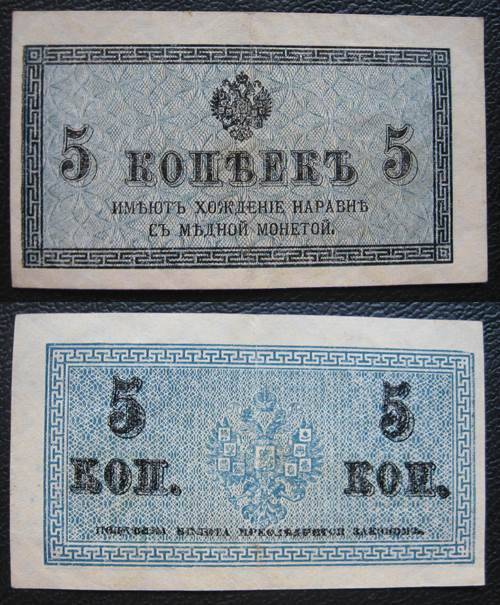 5 КОПѢЕКЪ 5
ИМѢЮТЪ ХОЖДЕНІЕ НАРАВНѢ
СЪ МѢДНОЙ МОНЕТОЙ.
5 5
КОП. КОП.
ПОДДѢЛКА БИЛЕТА ПРЕСЛѢДУЕТСЯ ЗАКОНОМЪ.